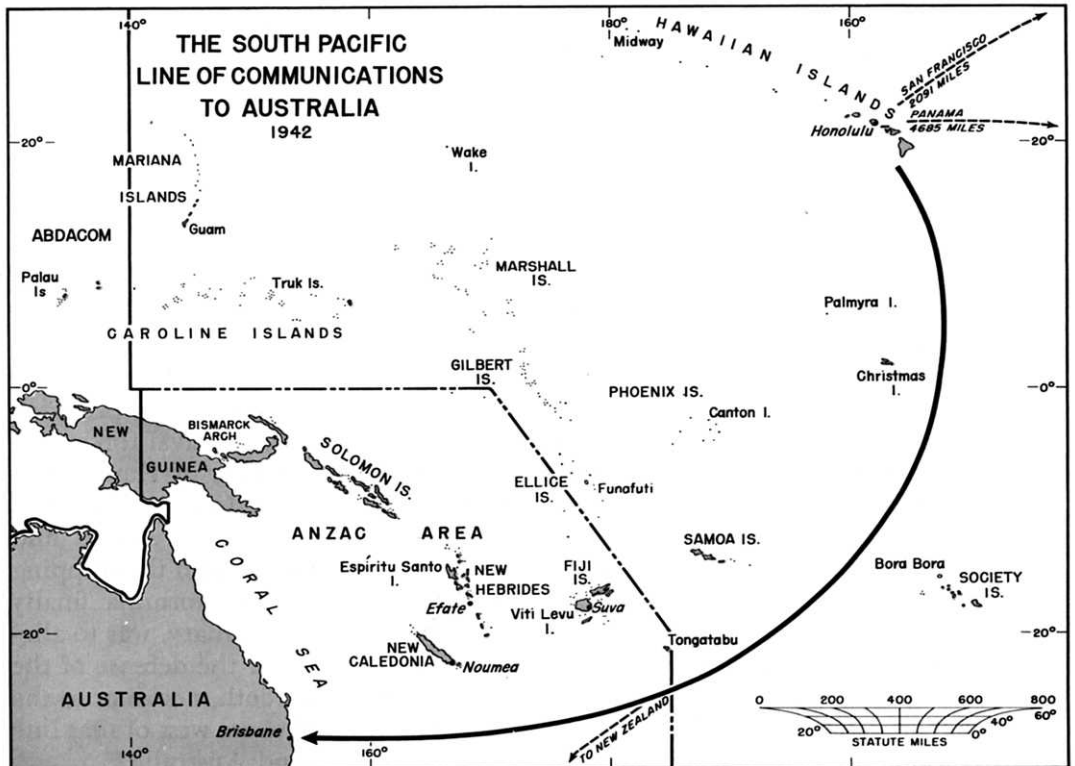 140°
180°
160°
THE SOUTH PACIFIC
LINE OF COMMUNICATIONS
TO AUSTRALIA
1942
Midway
HAWAIIAN ISLANDS
SAN FRANCISCO
2091 MILES
PANAMA
4685 MILES
Honolulu
20°
20°
MARIANA
ISLANDS
Wake
I.
Guam
ABDACOM
Palau
Is
Truk Is.
MARSHALL
IS.
Palmyra I.
CAROLINE ISLANDS
GILBERT
IS.
Christmas
I.
0°
0°
PHOENIX IS.
Canton I.
NEW
GUINEA
BISMARCK
ARCH
SOLOMON IS.
ELLICE
IS.
Funafuti
ANZAC AREA
CORAL SEA
SAMOA IS.
Espíritu Santo
I.
NEW
HEBRIDES
Efate
FIJI
IS.
Viti Levu
I.
Suva
Bora Bora
SOCIETY
IS.
20°
20°
NEW
CALEDONIA
Noumea
Tongatabu
AUSTRALIA
Brisbane
TO NEW ZEALAND
0 200 400 600 800
20° 0° 40° 60°
STATUTE MILES
140°
160°